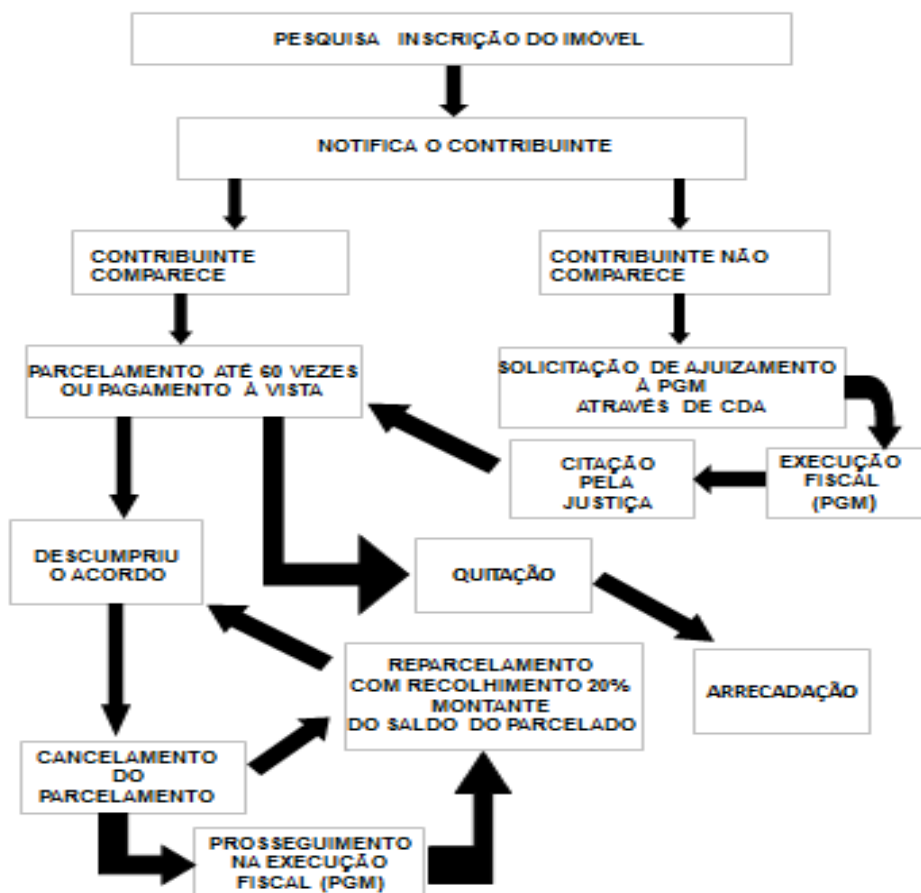 PESQUISA INSCRIÇÃO DO IMÓVEL
NOTIFICA O CONTRIBUINTE
CONTRIBUINTE
COMPARECE
CONTRIBUINTE NÃO
COMPARECE
PARCELAMENTO ATÉ 60 VEZES
OU PAGAMENTO À VISTA
SOLICITAÇÃO DE AJUIZAMENTO
À PGM
ATRAVÉS DE CDA
EXECUÇÃO
FISCAL
(PGM)
CITAÇÃO
PELA
JUSTIÇA
DESCUMPRIU
O ACORDO
QUITAÇÃO
ARRECADAÇÃO
REPARCELAMENTO
COM RECOLHIMENTO 20%
MONTANTE
DO SALDO DO PARCELADO
CANCELAMENTO
DO
PARCELAMENTO
PROSSEGUIMENTO
NA EXECUÇÃO
FISCAL (PGM)